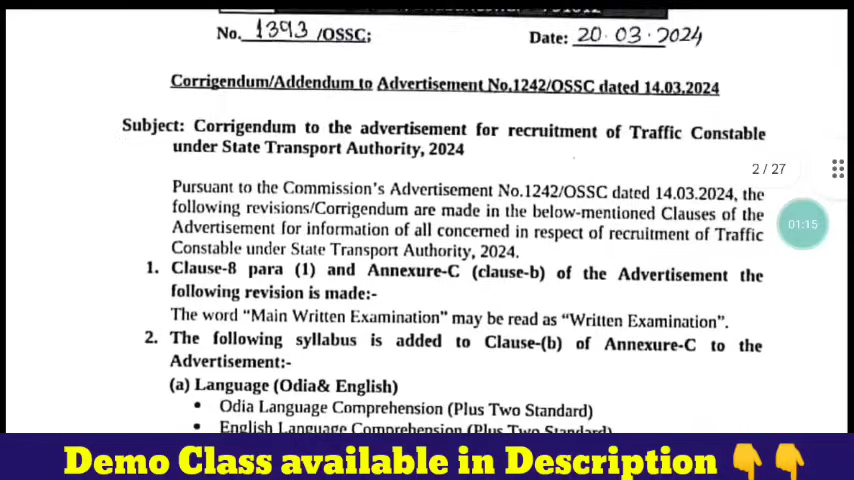 No. 1393 /OSSC; Date: 20.03.2024
Corrigendum/Addendum to Advertisement No.1242/OSSC dated 14.03.2024
Subject: Corrigendum to the advertisement for recruitment of Traffic Constable
under State Transport Authority, 2024
2 / 27
Pursuant to the Commission's Advertisement No.1242/OSSC dated 14.03.2024, the
following revisions/Corrigendum are made in the below-mentioned Clauses of the
Advertisement for information of all concerned in respect of recruitment of Traffic
Constable under State Transport Authority, 2024.
01:15
1. Clause-8 para (1) and Annexure-C (clause-b) of the Advertisement the
following revision is made:-
The word “Main Written Examination” may be read as “Written Examination”.
2. The following syllabus is added to Clause-(b) of Annexure-C to the
Advertisement:-
(a) Language (Odia& English)
• Odia Language Comprehension (Plus Two Standard)
• English Language Comprehension (Plus Two Standard)
Demo Class available in Description 👇👇